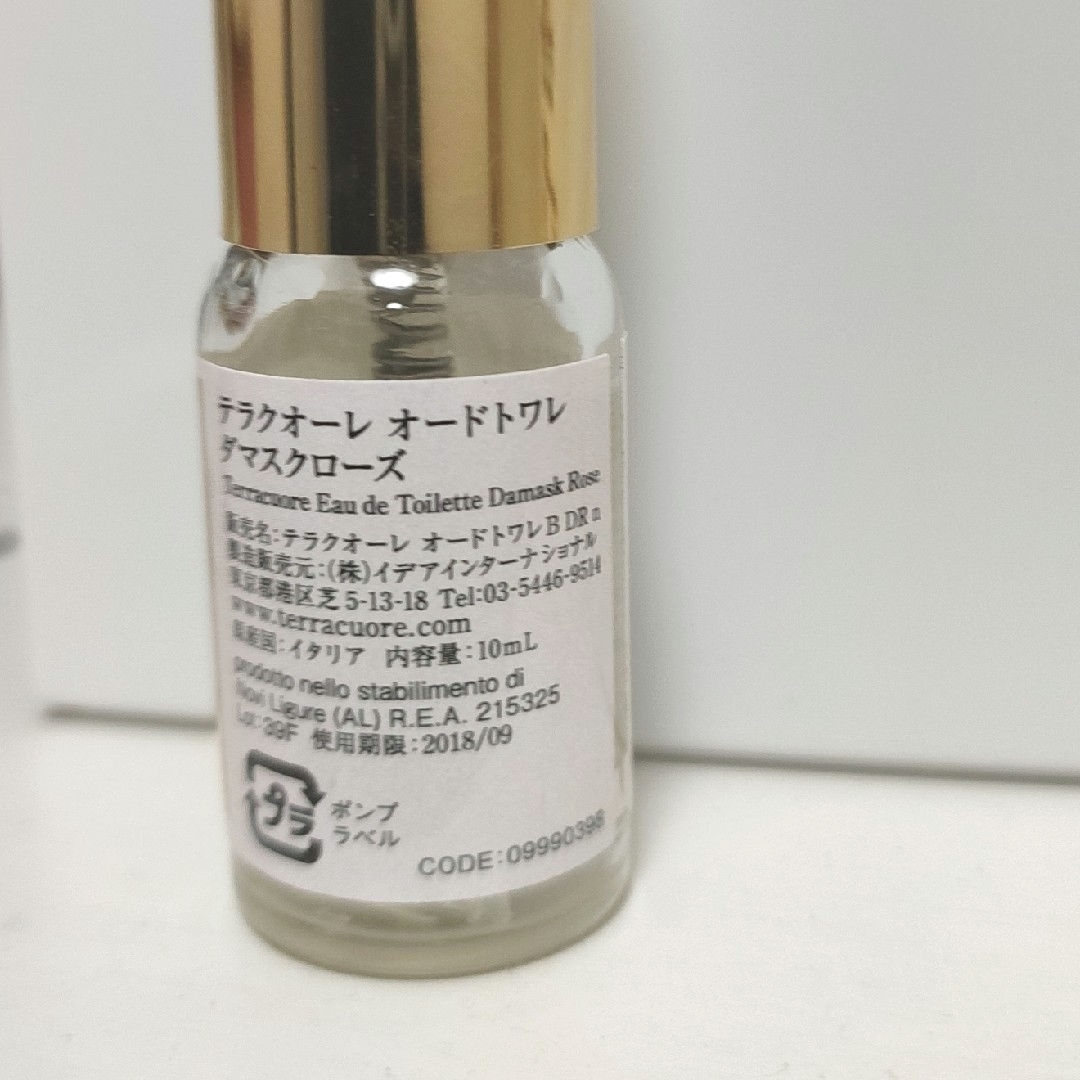 テラクオーレ オードトワレ
ダマスクローズ
Terracuore Eau de Toilette Damask Rose
販売名:テラクオーレ オードトワレB DR n
製造販売元:(株)イデアインターナショナル
東京都港区芝5-13-18 Tel:03-5446-9514
www.terracuore.com
原産国:イタリア 内容量:10mL
prodotto nello stabilimento di
Novi Ligure (AL) R.E.A. 215325
Lot:39F 使用期限:2018/09
プラ
ポンプ
ラベル
CODE:09990398